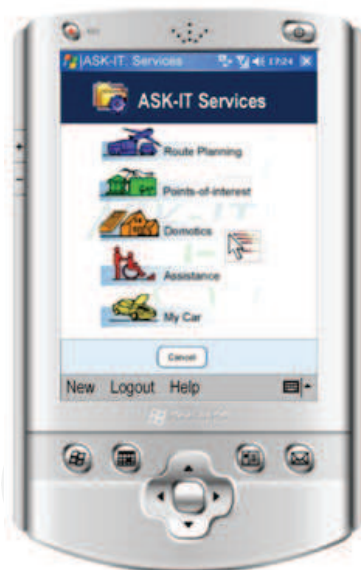 ASK-IT. Services 17:24
ASK-IT Services
Route Planning
Points-of-interest
Domotics
Assistance
My Car
Cancel
New Logout Help